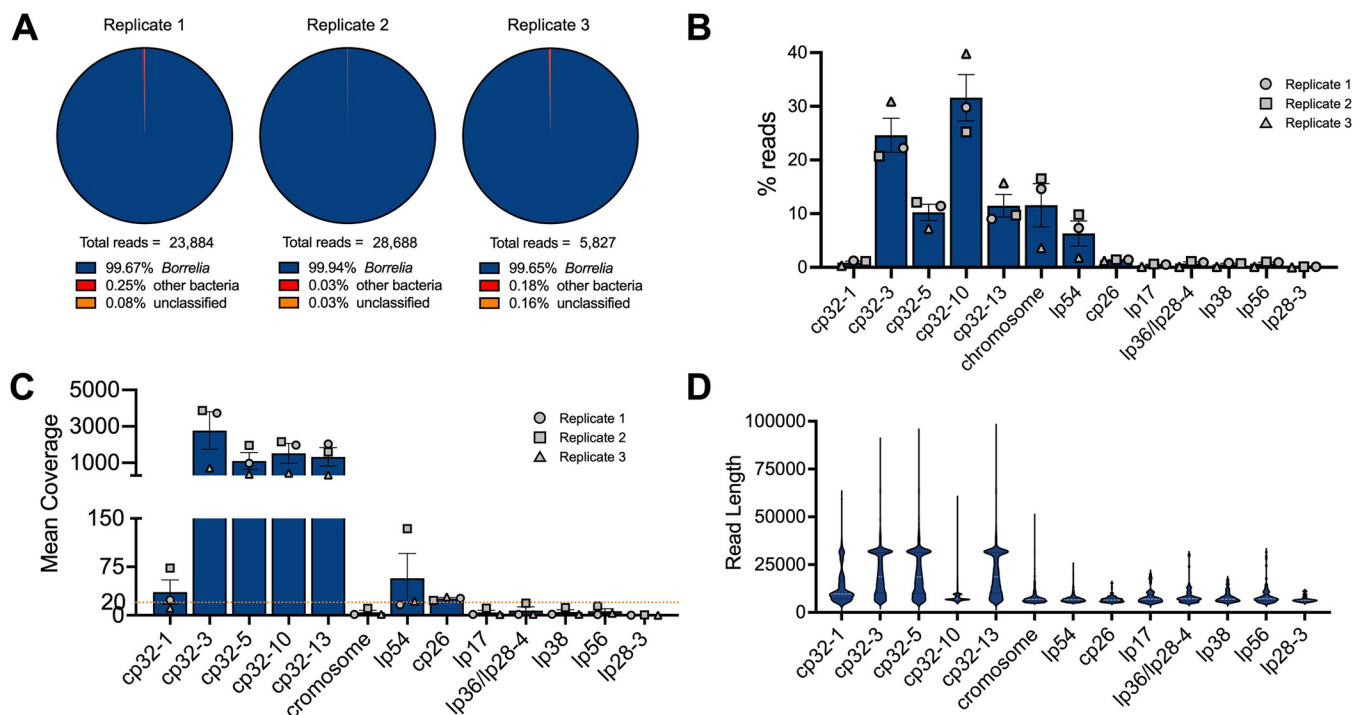 A
Replicate 1
Replicate 2
Replicate 3
Total reads = 23,884
99.67% Borrelia
0.25% other bacteria
0.08% unclassified
Total reads = 28,688
99.94% Borrelia
0.03% other bacteria
0.03% unclassified
Total reads = 5,827
99.65% Borrelia
0.18% other bacteria
0.16% unclassified
B
% reads
40
30
20
10
0
Replicate 1
Replicate 2
Replicate 3
cp32-1
cp32-3
cp32-5
cp32-10
cp32-13
chromosome
lp54
cp26
lp17
lp36/lp28-4
lp38
lp56
lp28-3
C
Mean Coverage
5000
3000
1000
150
75
20
0
Replicate 1
Replicate 2
Replicate 3
cp32-1
cp32-3
cp32-5
cp32-10
cp32-13
cromosome
lp54
cp26
lp17
lp36/lp28-4
lp38
lp56
lp28-3
D
Read Length
100000
75000
50000
25000
0
cp32-1
cp32-3
cp32-5
cp32-10
cp32-13
cromosome
lp54
cp26
lp17
lp36/lp28-4
lp38
lp56
lp28-3